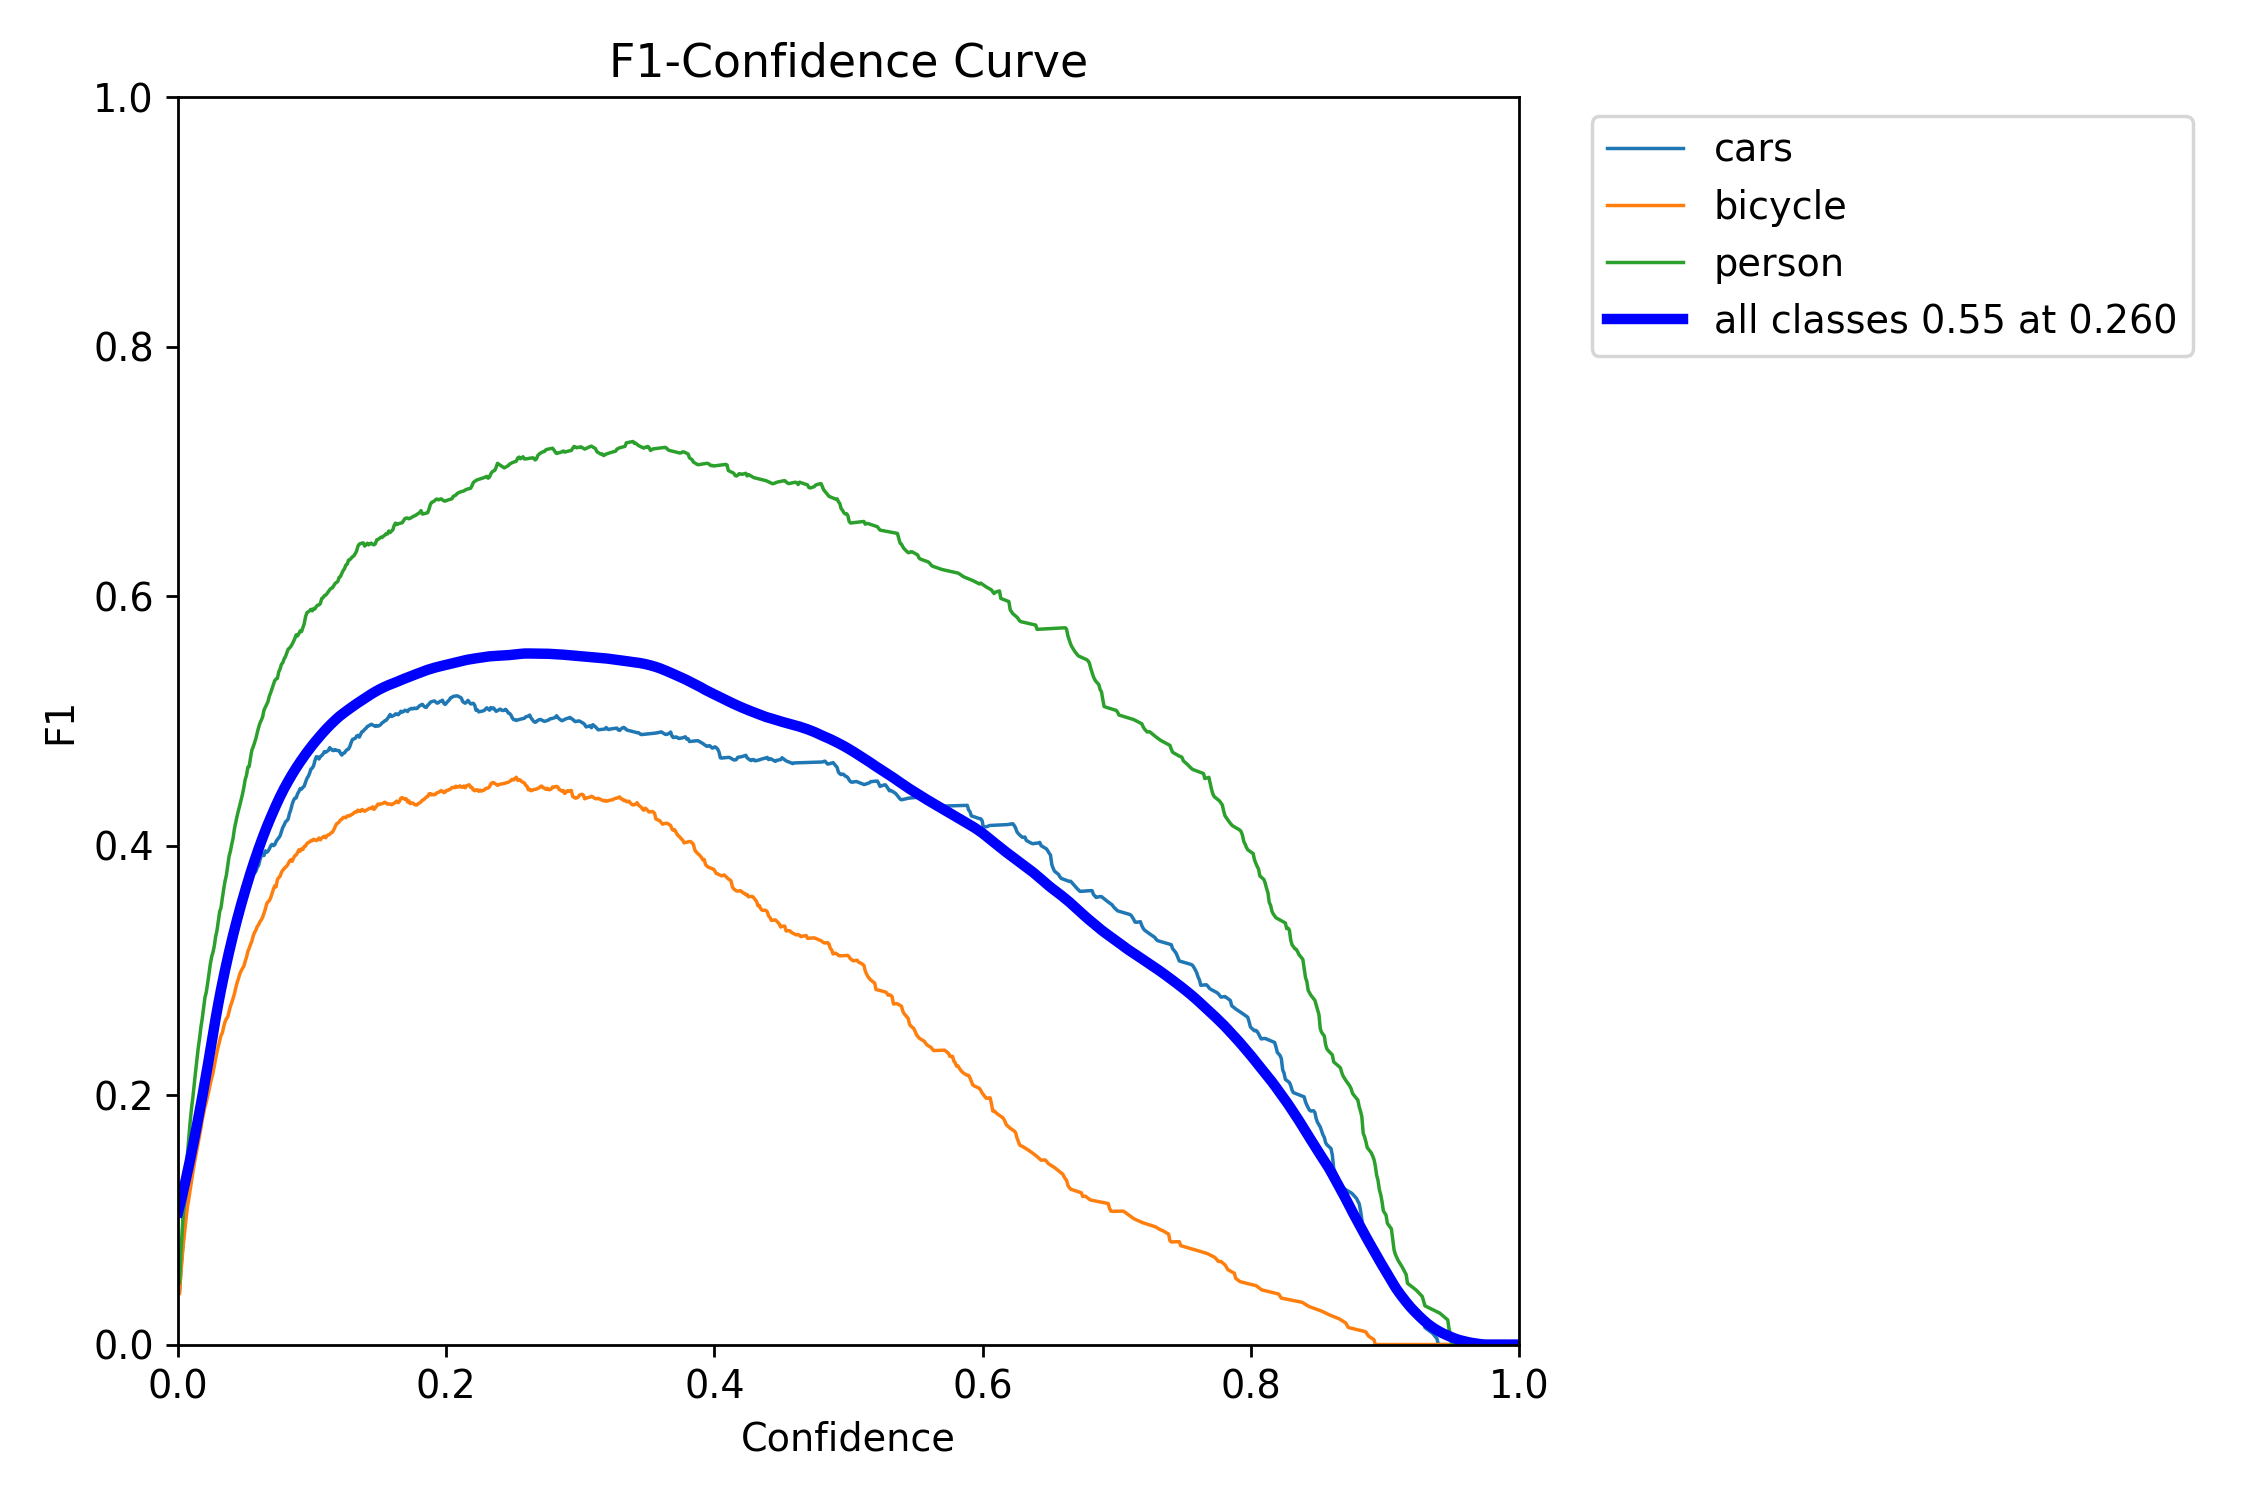 F1-Confidence Curve
1.0
0.8
0.6
0.4
0.2
0.0
F1
0.0 0.2 0.4 0.6 0.8 1.0
Confidence
cars
bicycle
person
all classes 0.55 at 0.260